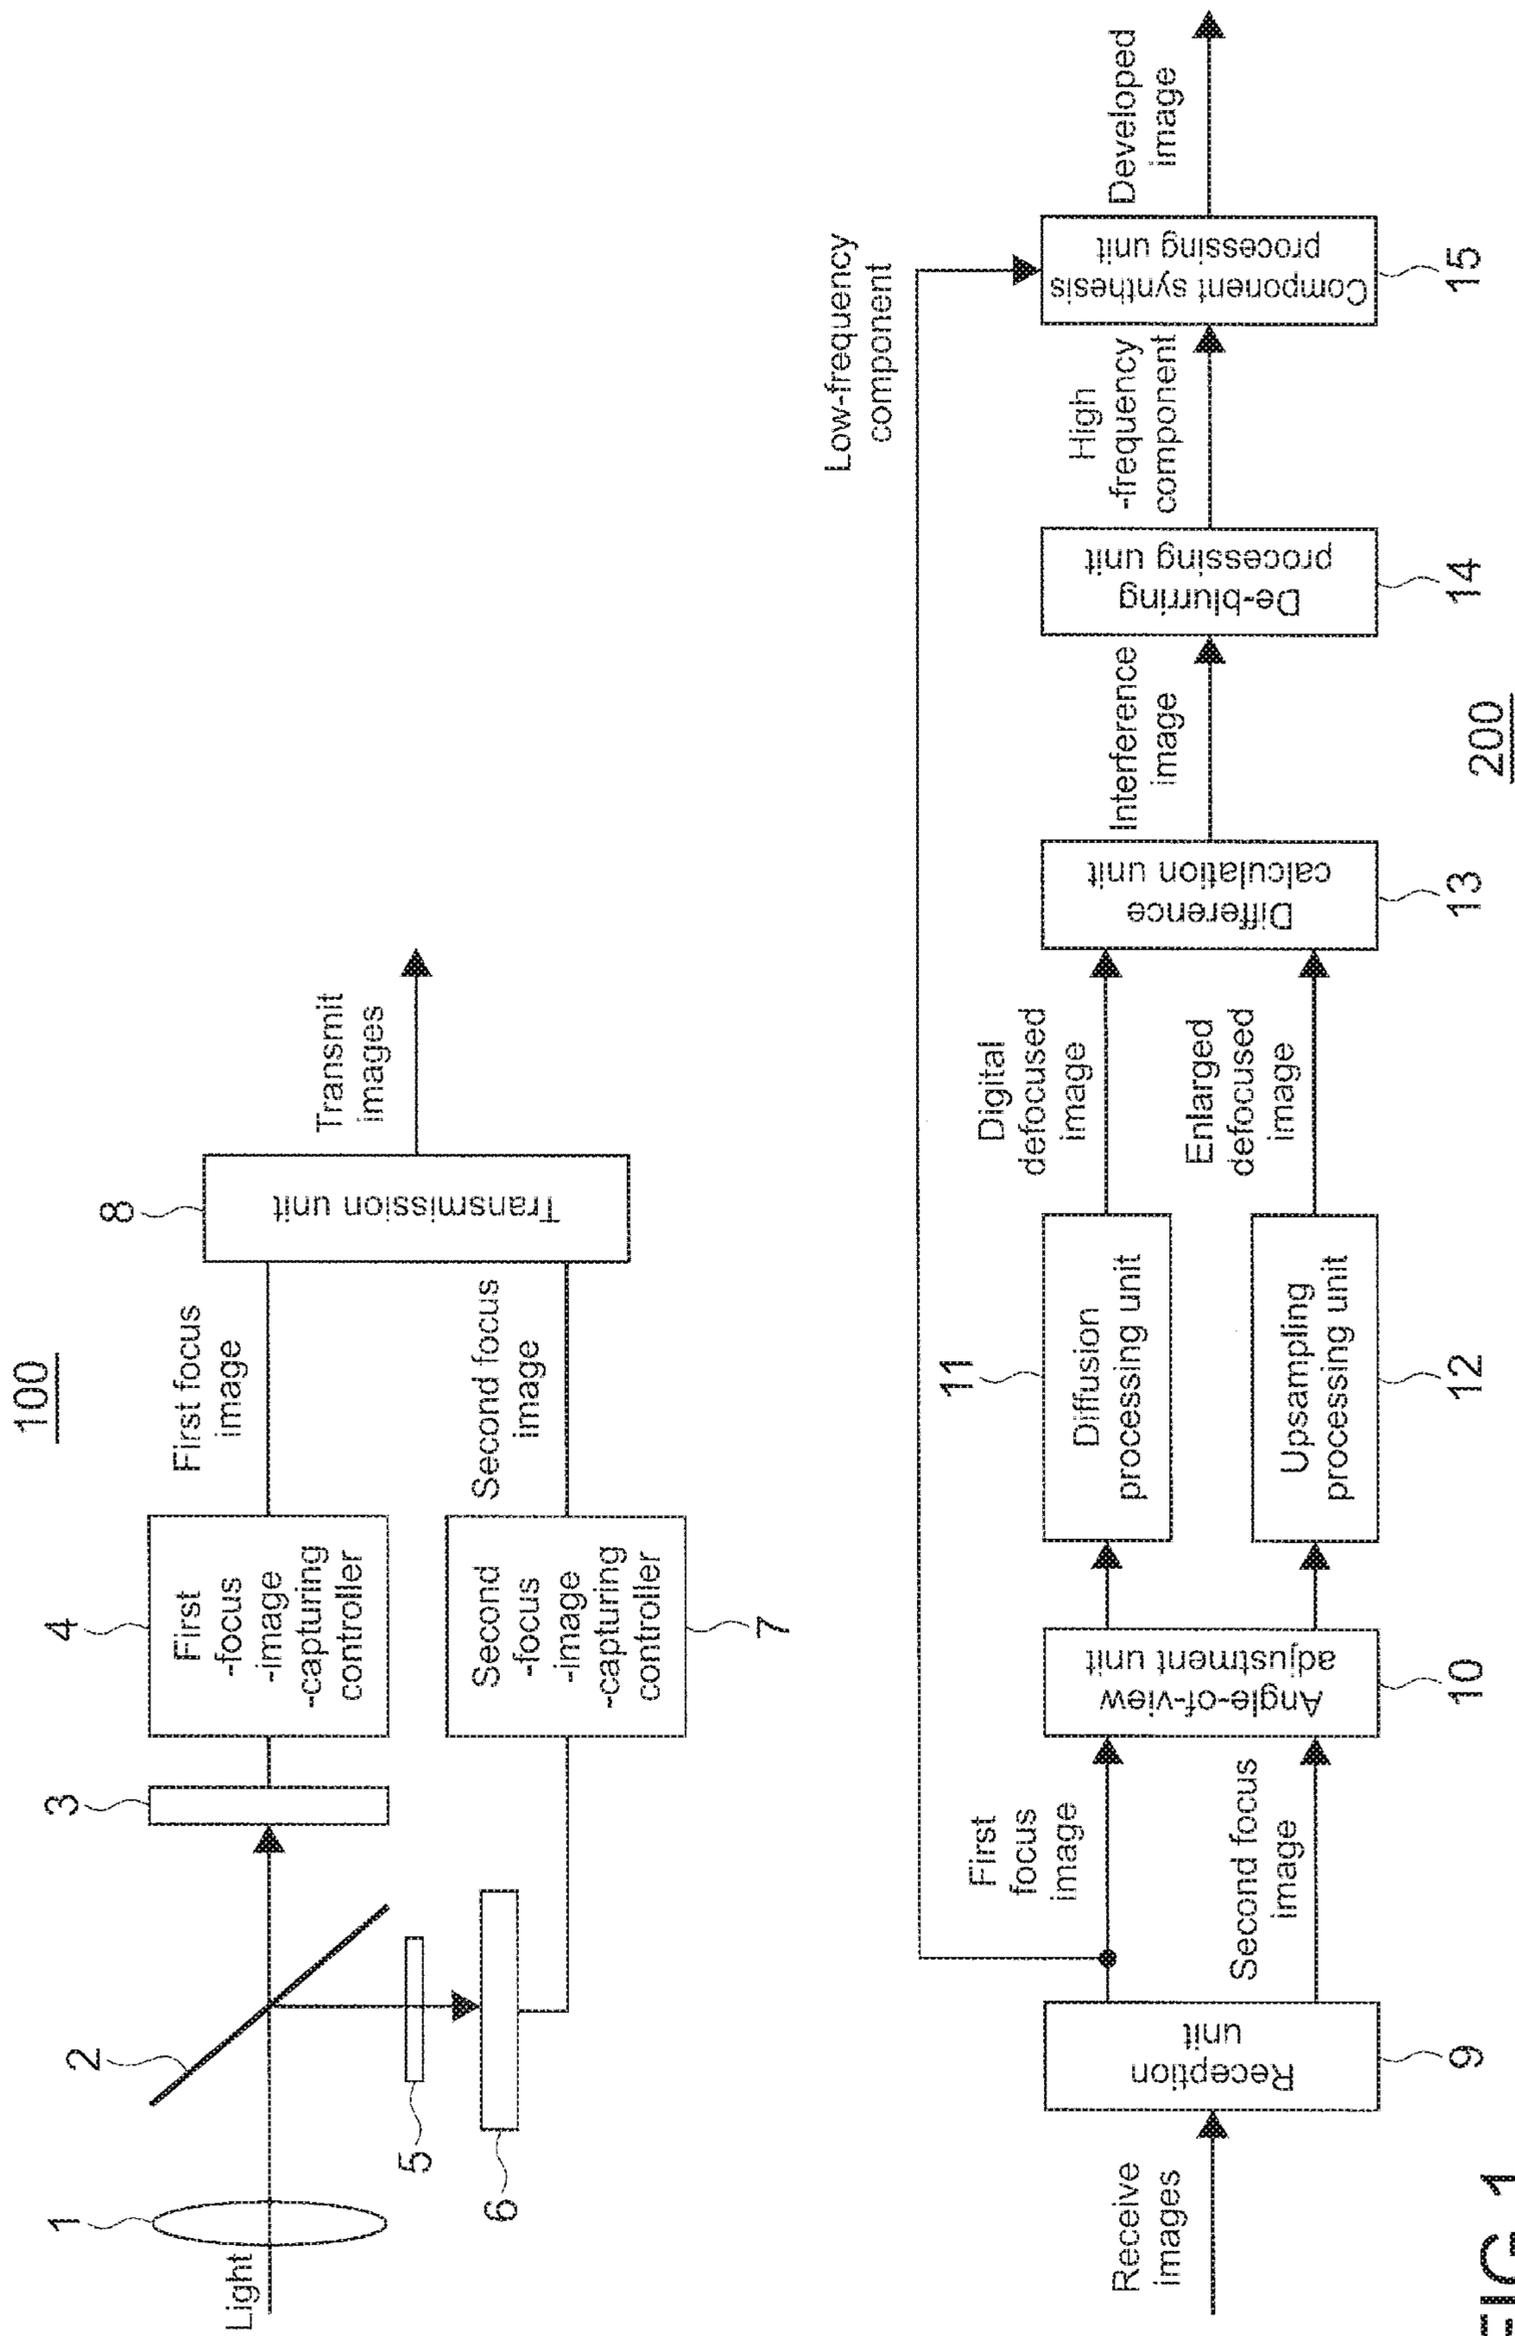 100
1
2
3
4
5
6
7
8
Light
First
-focus
-image
-capturing
controller
Second
-focus
-image
-capturing
controller
First focus
image
Second focus
image
Transmission unit
Transmit
images
Receive
images
Reception
unit
9
First
focus
image
Second focus
image
Angle-of-view
adjustment unit
10
11
Diffusion
processing unit
Upsampling
processing unit
12
Digital
defocused
image
Enlarged
defocused
image
Difference
calculation unit
13
Interference
image
De-blurring
processing unit
14
High
-frequency
component
Low-frequency
component
Component synthesis
processing unit
15
Developed
image
200
FIG.1